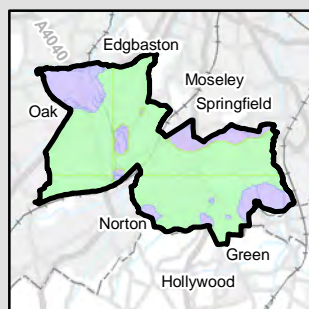 A4040
Edgbaston
Moseley
Springfield
Oak
Norton
Green
Hollywood